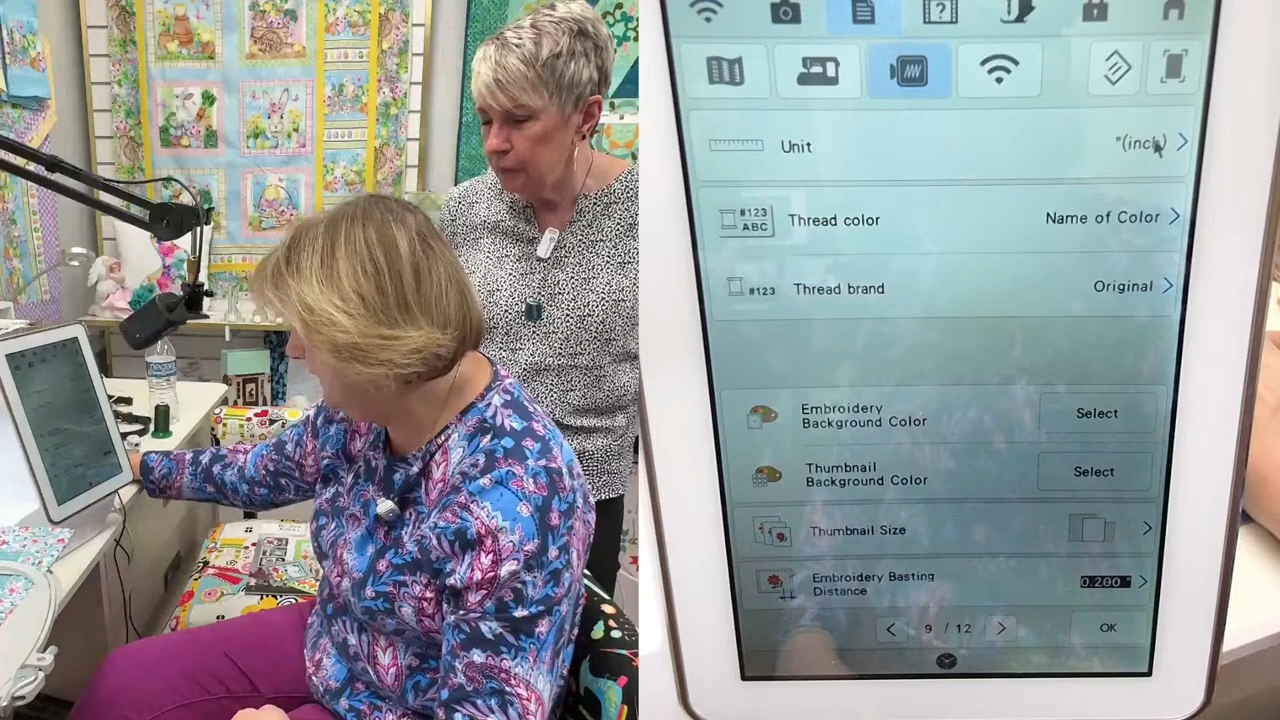 Unit
"(inch)
#123
ABC
Thread color
Name of Color
#123
Thread brand
Original
Embroidery
Background Color
Select
Thumbnail
Background Color
Select
Thumbnail Size
Embroidery Basting
Distance
0.200 "
9 / 12
OK